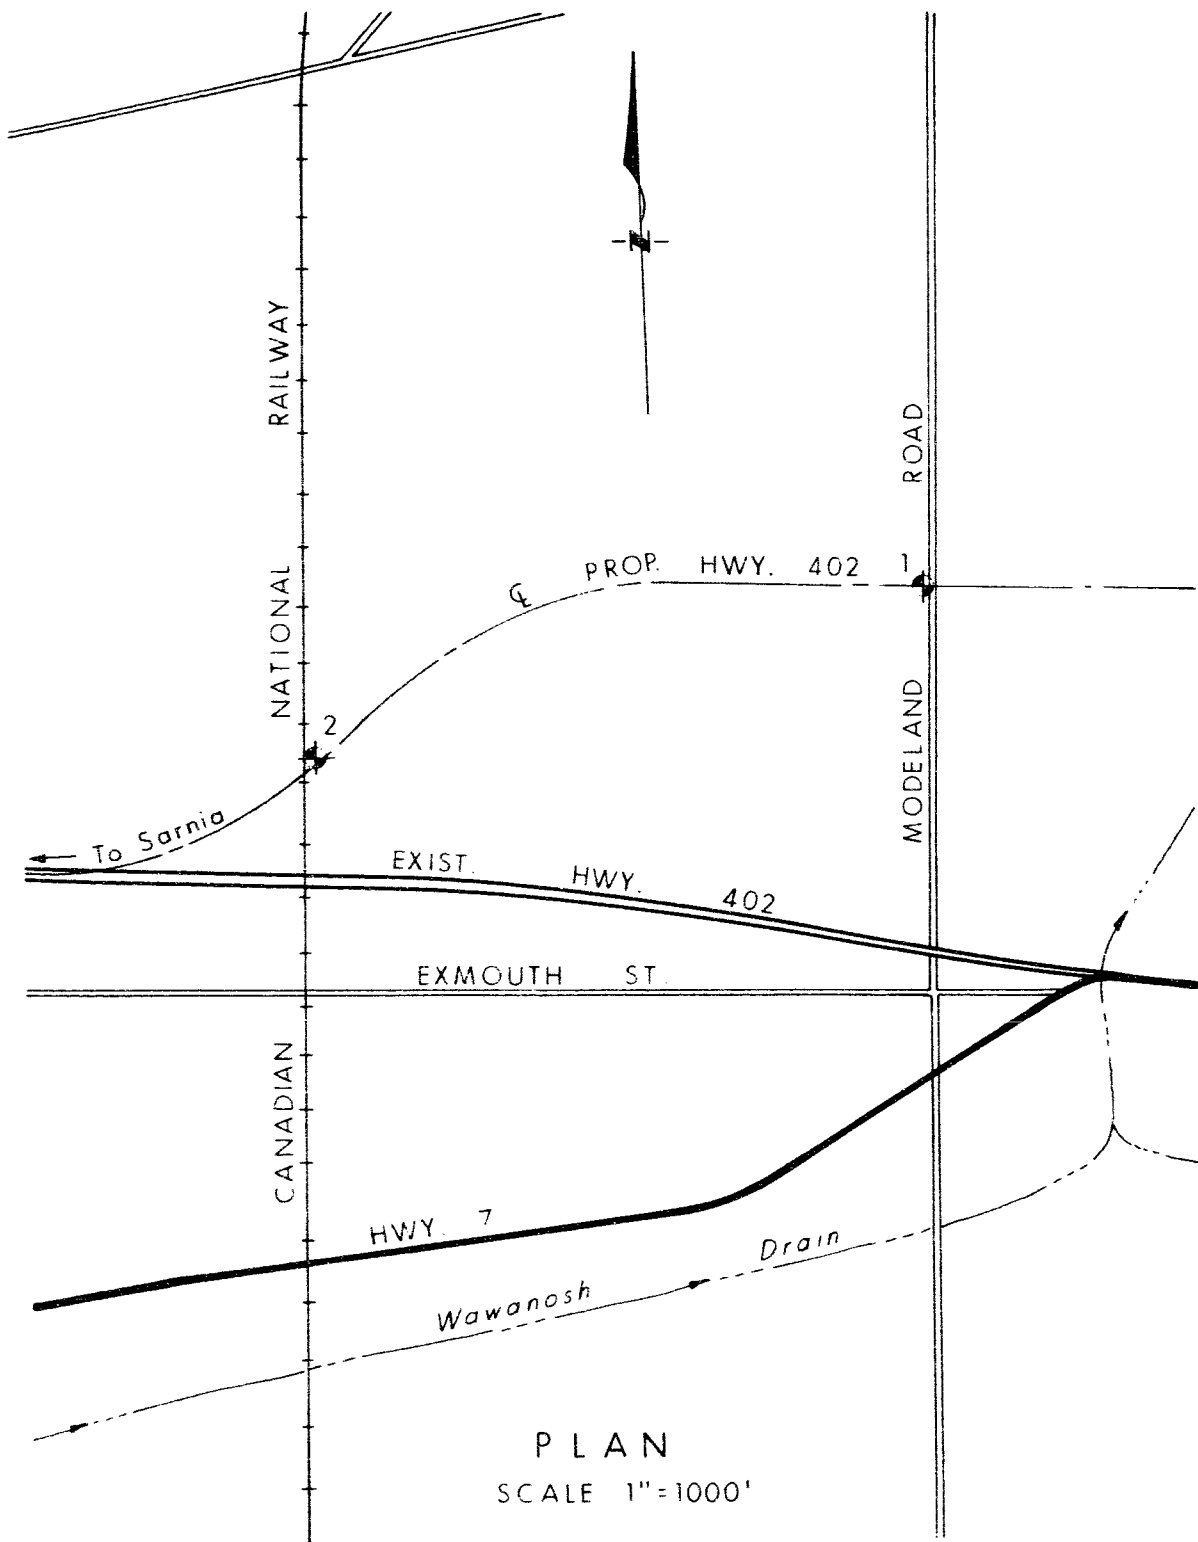 N
CANADIAN NATIONAL RAILWAY
MODELAND ROAD
℄ PROP. HWY. 402
1
2
To Sarnia
EXIST. HWY. 402
EXMOUTH ST.
HWY. 7
Wawanosh Drain
PLAN
SCALE 1"=1000'